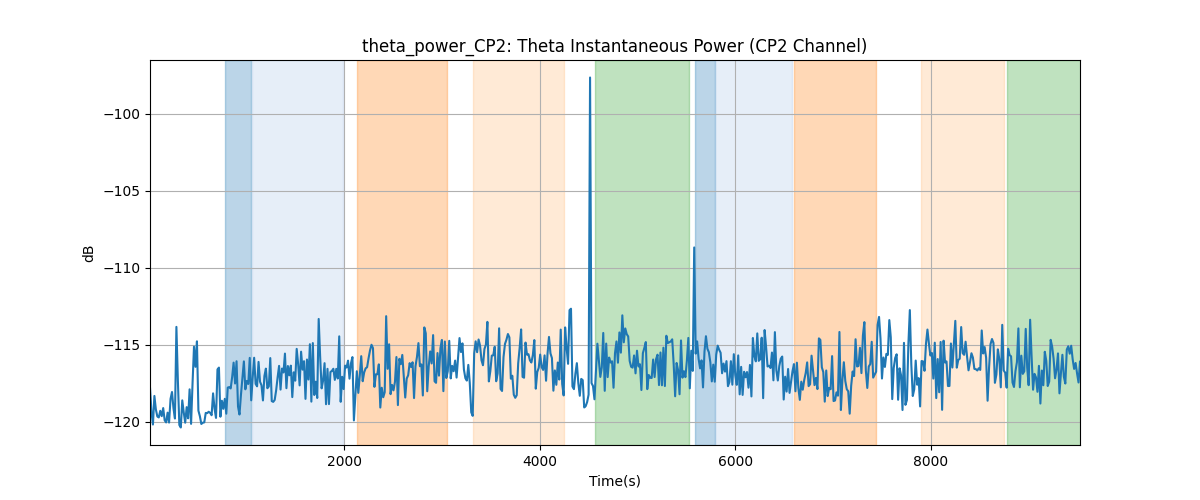 theta_power_CP2: Theta Instantaneous Power (CP2 Channel)
−100
−105
−110
−115
−120
dB
2000 4000 6000 8000
Time(s)